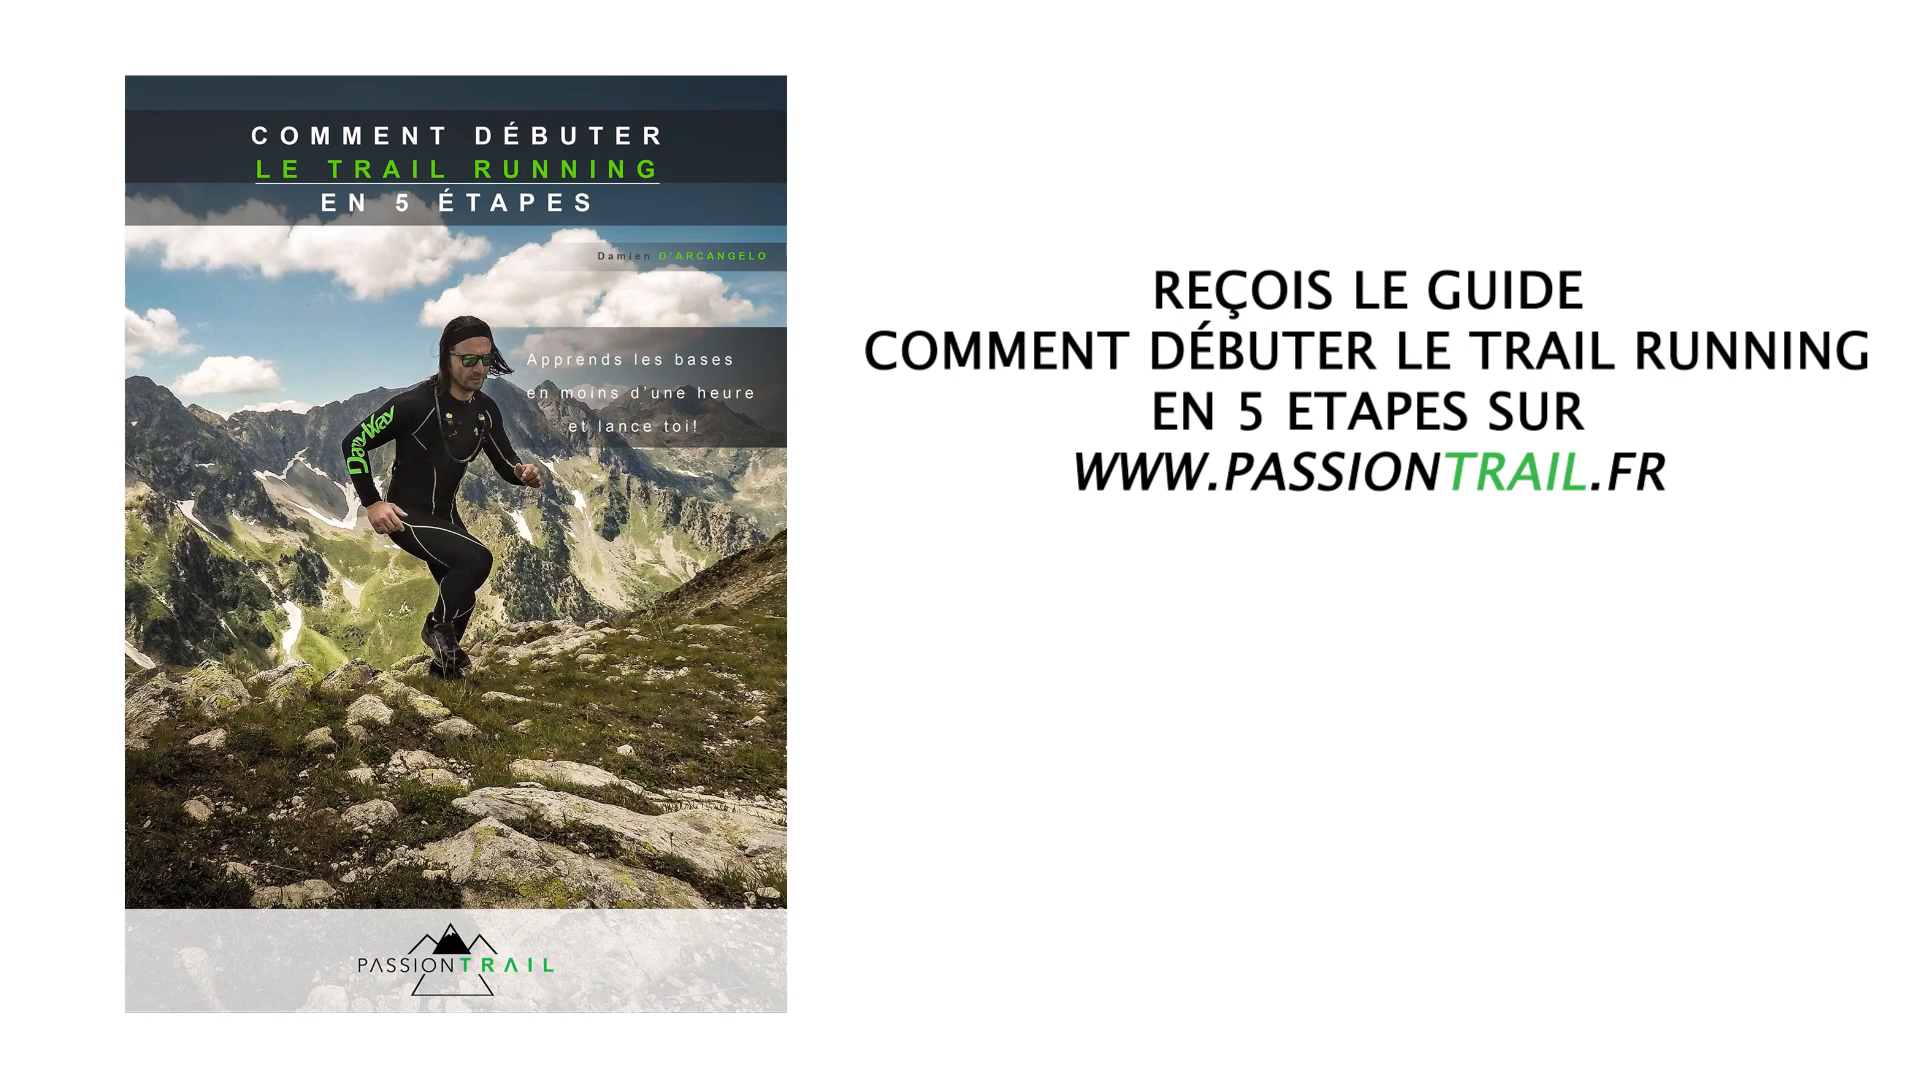 COMMENT DÉBUTER
LE TRAIL RUNNING
EN 5 ÉTAPES
Damien D'ARCANGELO
Apprends les bases
en moins d'une heure
et lance toi!
DamWay
PASSIONTRAIL
REÇOIS LE GUIDE
COMMENT DÉBUTER LE TRAIL RUNNING
EN 5 ETAPES SUR
WWW.PASSIONTRAIL.FR